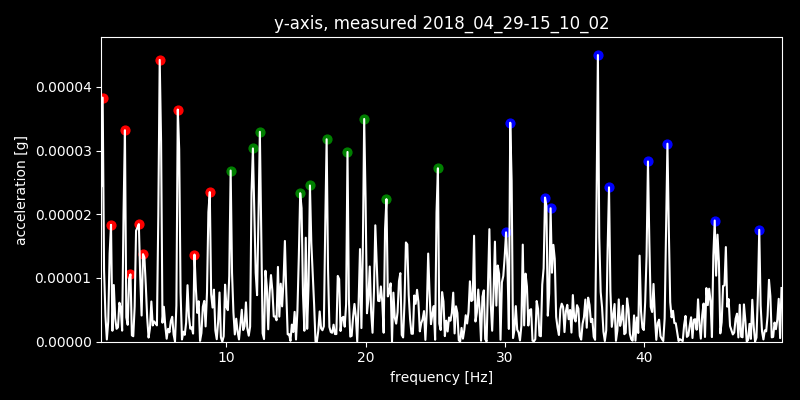 y-axis, measured 2018_04_29-15_10_02
0.00004
0.00003
0.00002
0.00001
0.00000
acceleration [g]
10 20 30 40
frequency [Hz]